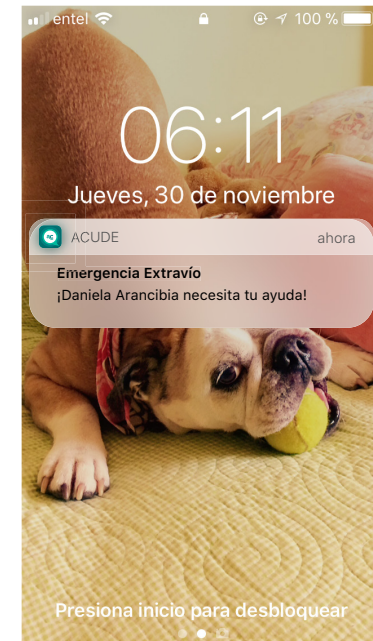 entel 100 %
06:11
Jueves, 30 de noviembre
ACUDE ahora
Emergencia Extravío
¡Daniela Arancibia necesita tu ayuda!
Presiona inicio para desbloquear